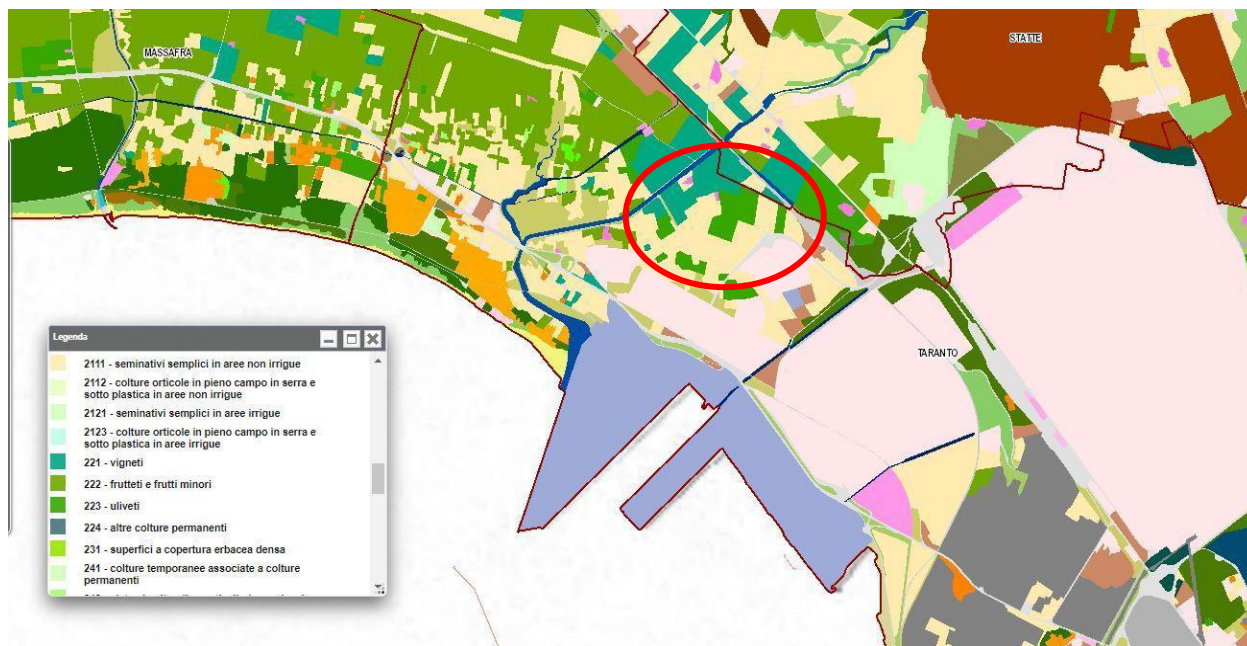 MASSAFRA
STATTE
TARANTO
Legenda
2111 - seminativi semplici in aree non irrigue
2112 - colture orticole in pieno campo in serra e
sotto plastica in aree non irrigue
2121 - seminativi semplici in aree irrigue
2123 - colture orticole in pieno campo in serra e
sotto plastica in aree irrigue
221 - vigneti
222 - frutteti e frutti minori
223 - uliveti
224 - altre colture permanenti
231 - superfici a copertura erbacea densa
241 - colture temporanee associate a colture
permanenti